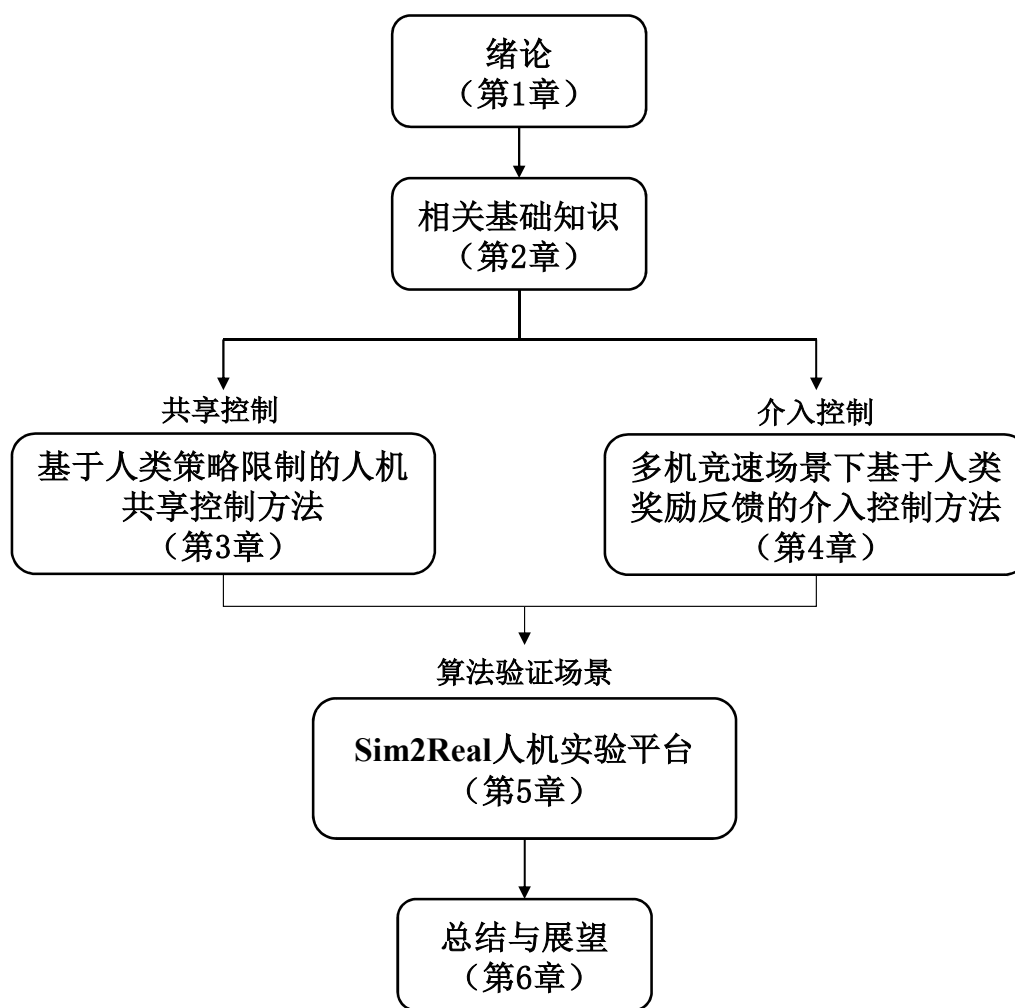 绪论
（第1章）
相关基础知识
（第2章）
共享控制
基于人类策略限制的人机
共享控制方法
（第3章）
介入控制
多机竞速场景下基于人类
奖励反馈的介入控制方法
（第4章）
算法验证场景
Sim2Real人机实验平台
（第5章）
总结与展望
（第6章）